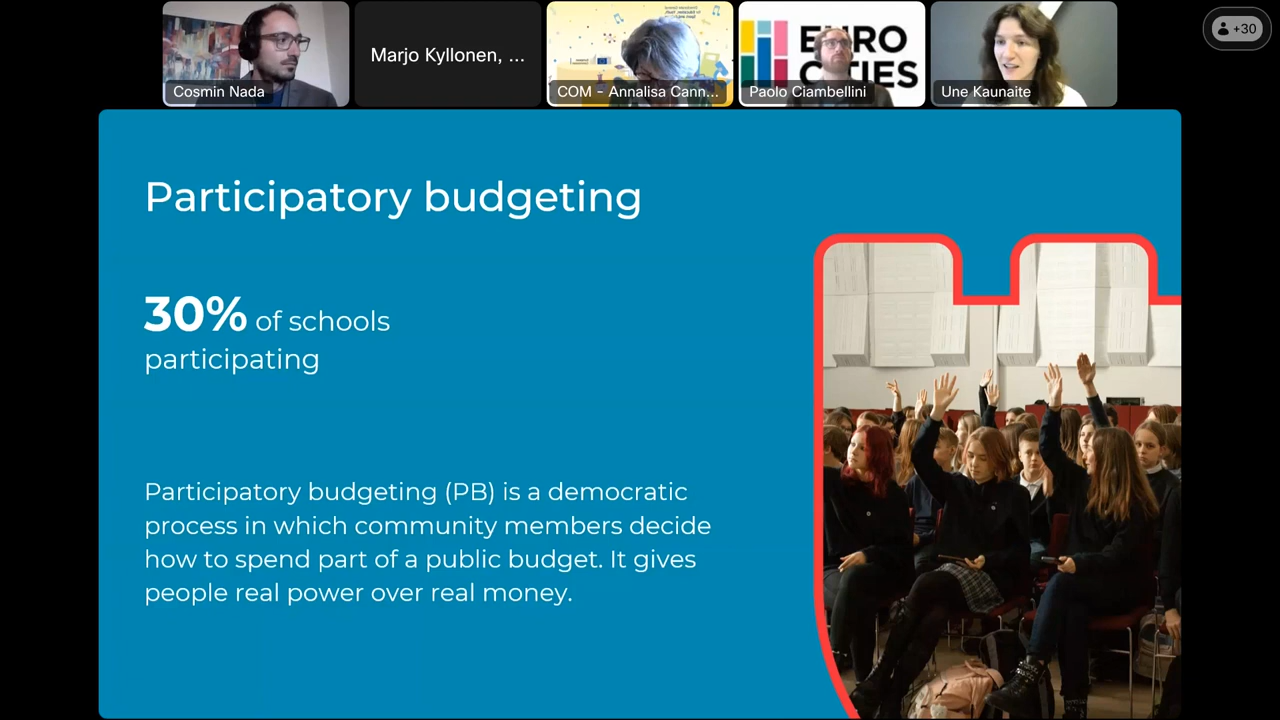 Marjo Kyllonen, ...
EURO
CITIES
+30
Cosmin Nada
COM - Annalisa Cann...
Paolo Ciambellini
Une Kaunaite
Participatory budgeting
30% of schools
participating
Participatory budgeting (PB) is a democratic
process in which community members decide
how to spend part of a public budget. It gives
people real power over real money.